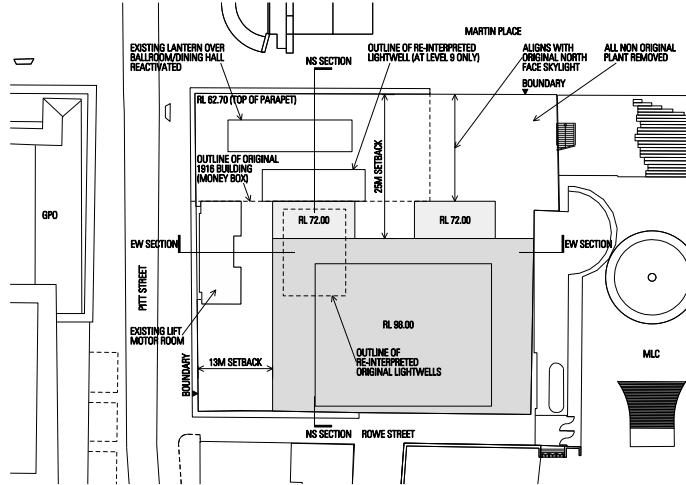 MARTIN PLACE
EXISTING LANTERN OVER
BALLROOM/DINING HALL
REACTIVATED
NS SECTION
OUTLINE OF RE-INTERPRETED
LIGHTWELL (AT LEVEL 9 ONLY)
ALIGNS WITH
ORIGINAL NORTH
FACE SKYLIGHT
ALL NON ORIGINAL
PLANT REMOVED
BOUNDARY
RL 62.70 (TOP OF PARAPET)
OUTLINE OF ORIGINAL
1916 BUILDING
(MONEY BOX)
25M SETBACK
GPO
RL 72.00
RL 72.00
EW SECTION
EW SECTION
PITT STREET
EXISTING LIFT
MOTOR ROOM
RL 98.00
OUTLINE OF
RE-INTERPRETED
ORIGINAL LIGHTWELLS
MLC
13M SETBACK
BOUNDARY
NS SECTION
ROWE STREET